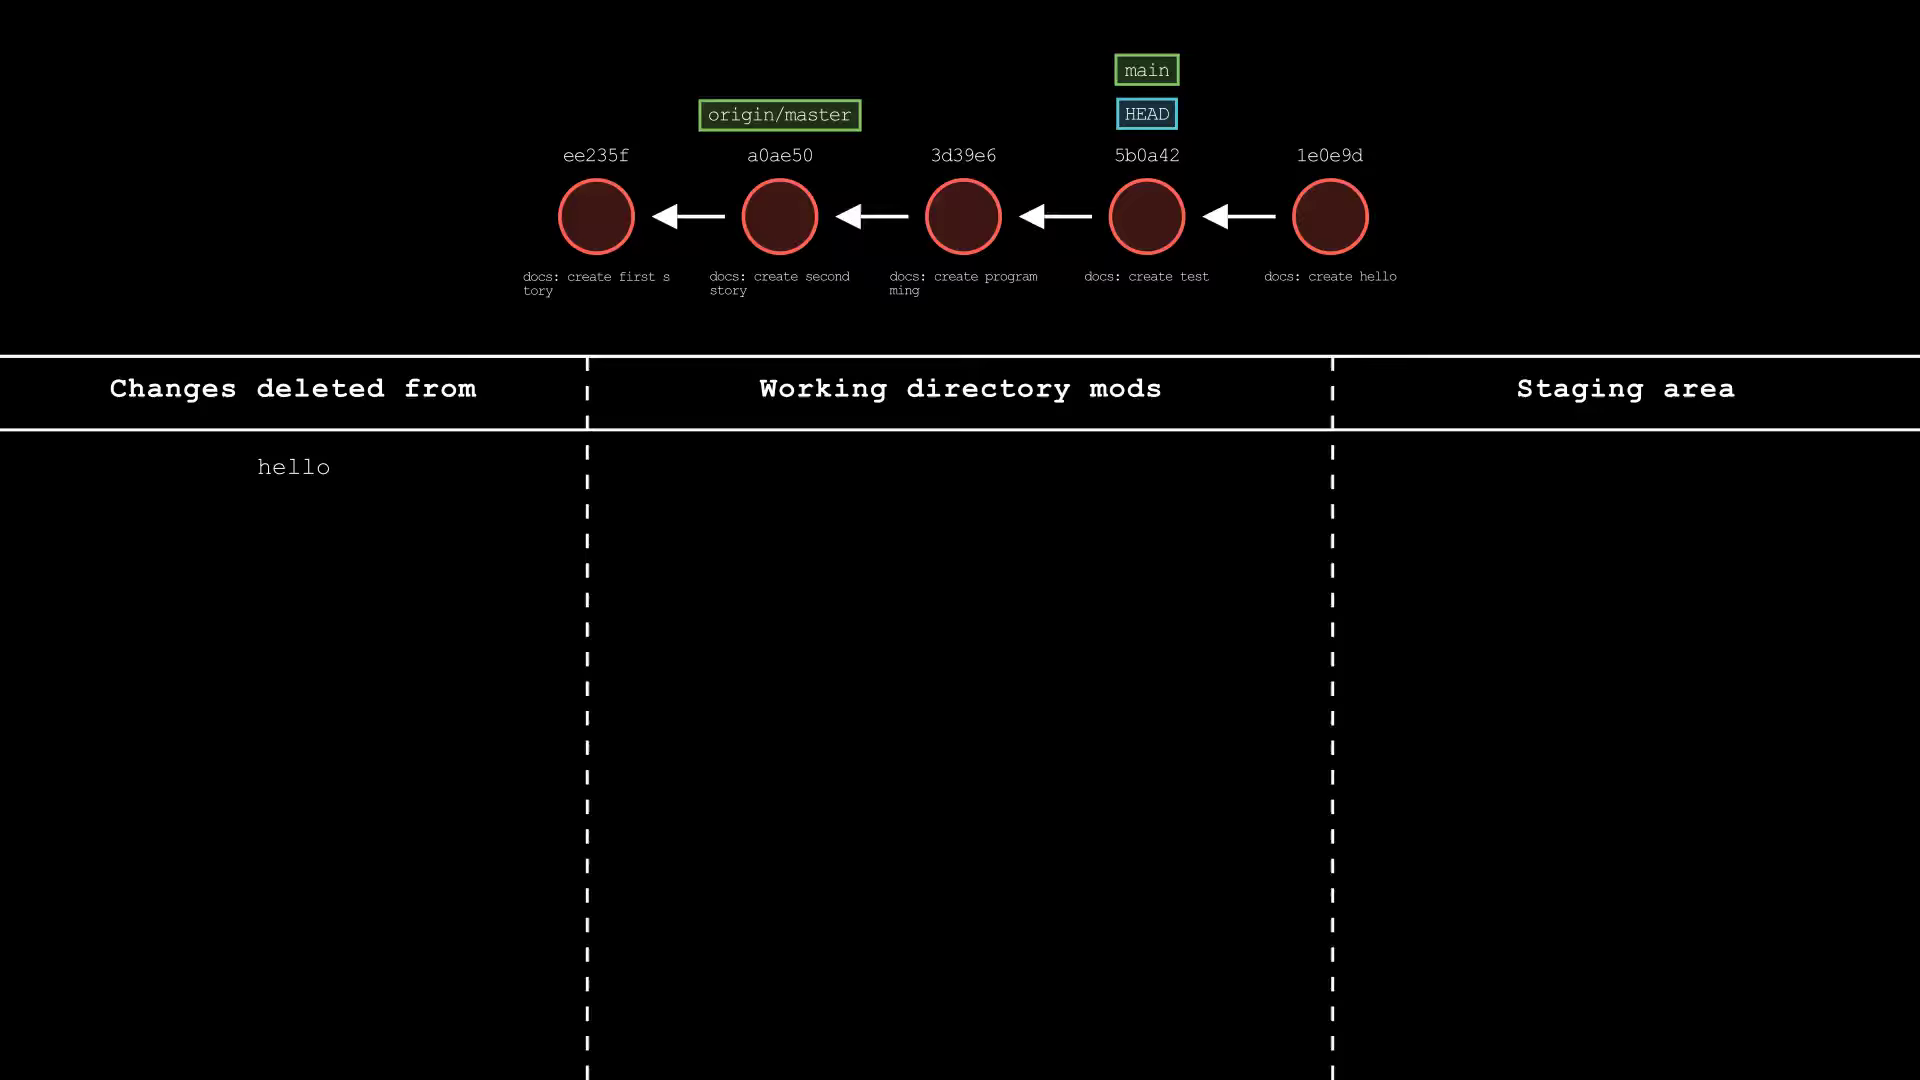 main
origin/master
HEAD
ee235f
a0ae50
3d39e6
5b0a42
1e0e9d
docs: create first s
tory
docs: create second
story
docs: create program
ming
docs: create test
docs: create hello
Changes deleted from
Working directory mods
Staging area
hello